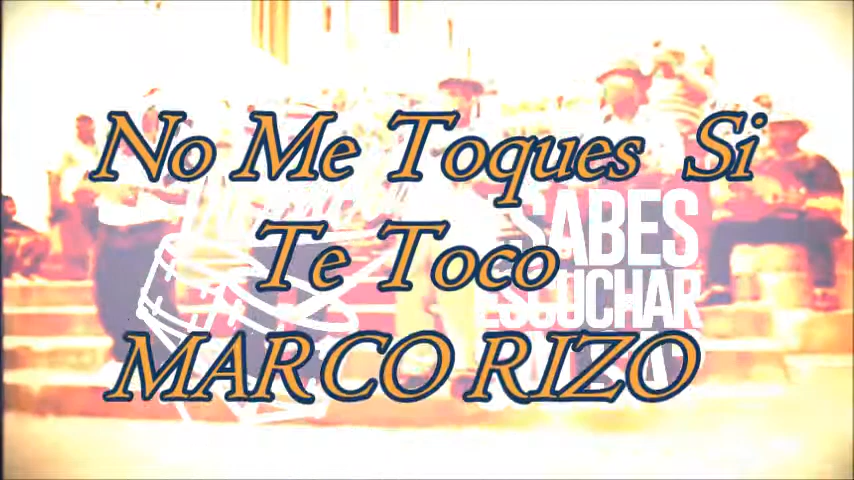 No Me Toques Si
Te Toco
MARCO RIZO
SABES
ESCUCHAR